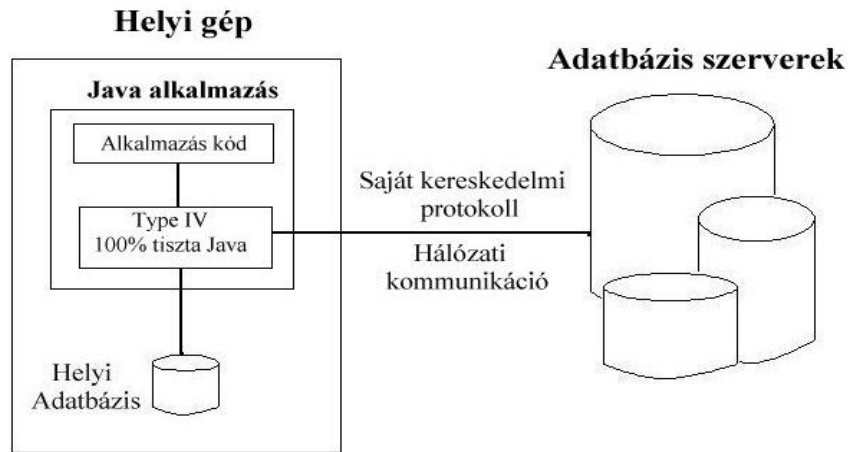 Helyi gép
Adatbázis szerverek
Java alkalmazás
Alkalmazás kód
Type IV
100% tiszta Java
Saját kereskedelmi
protokoll
Hálózati
kommunikáció
Helyi
Adatbázis